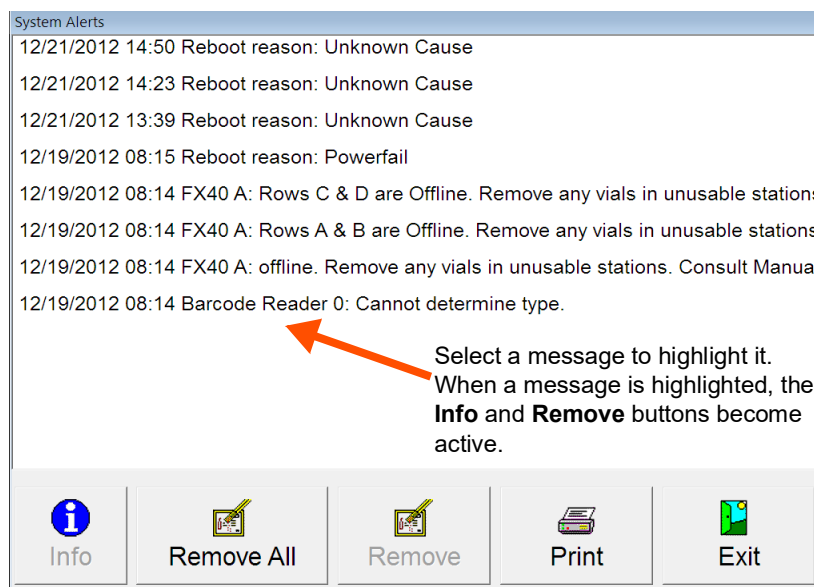 System Alerts
12/21/2012 14:50 Reboot reason: Unknown Cause
12/21/2012 14:23 Reboot reason: Unknown Cause
12/21/2012 13:39 Reboot reason: Unknown Cause
12/19/2012 08:15 Reboot reason: Powerfail
12/19/2012 08:14 FX40 A: Rows C & D are Offline. Remove any vials in unusable stations
12/19/2012 08:14 FX40 A: Rows A & B are Offline. Remove any vials in unusable stations
12/19/2012 08:14 FX40 A: offline. Remove any vials in unusable stations. Consult Manua
12/19/2012 08:14 Barcode Reader 0: Cannot determine type.
Select a message to highlight it.
When a message is highlighted, the
Info and Remove buttons become
active.
Info Remove All Remove Print Exit